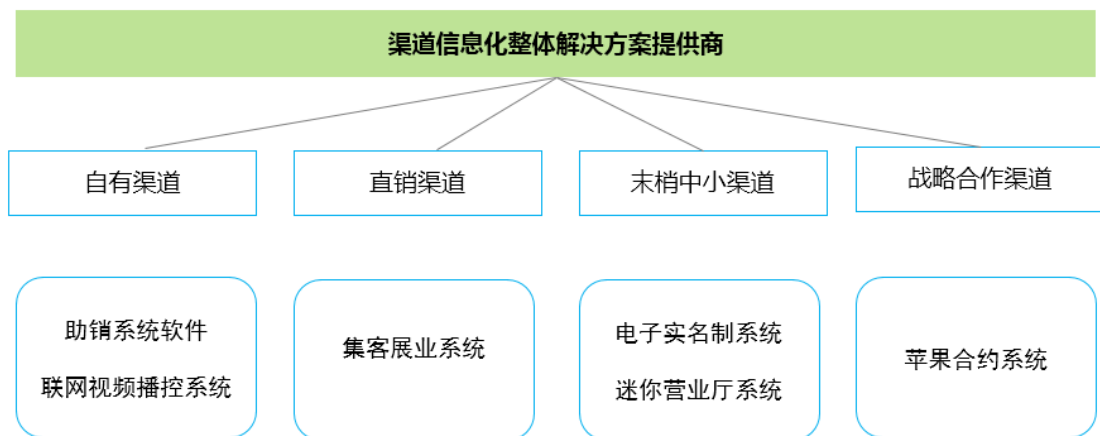 渠道信息化整体解决方案提供商
自有渠道
直销渠道
末梢中小渠道
战略合作渠道
助销系统软件
联网视频播控系统
集客展业系统
电子实名制系统
迷你营业厅系统
苹果合约系统